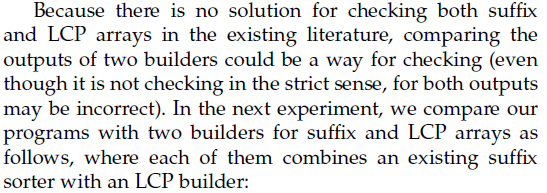 Because there is no solution for checking both suffix
and LCP arrays in the existing literature, comparing the
outputs of two builders could be a way for checking (even
though it is not checking in the strict sense, for both outputs
may be incorrect). In the next experiment, we compare our
programs with two builders for suffix and LCP arrays as
follows, where each of them combines an existing suffix
sorter with an LCP builder: